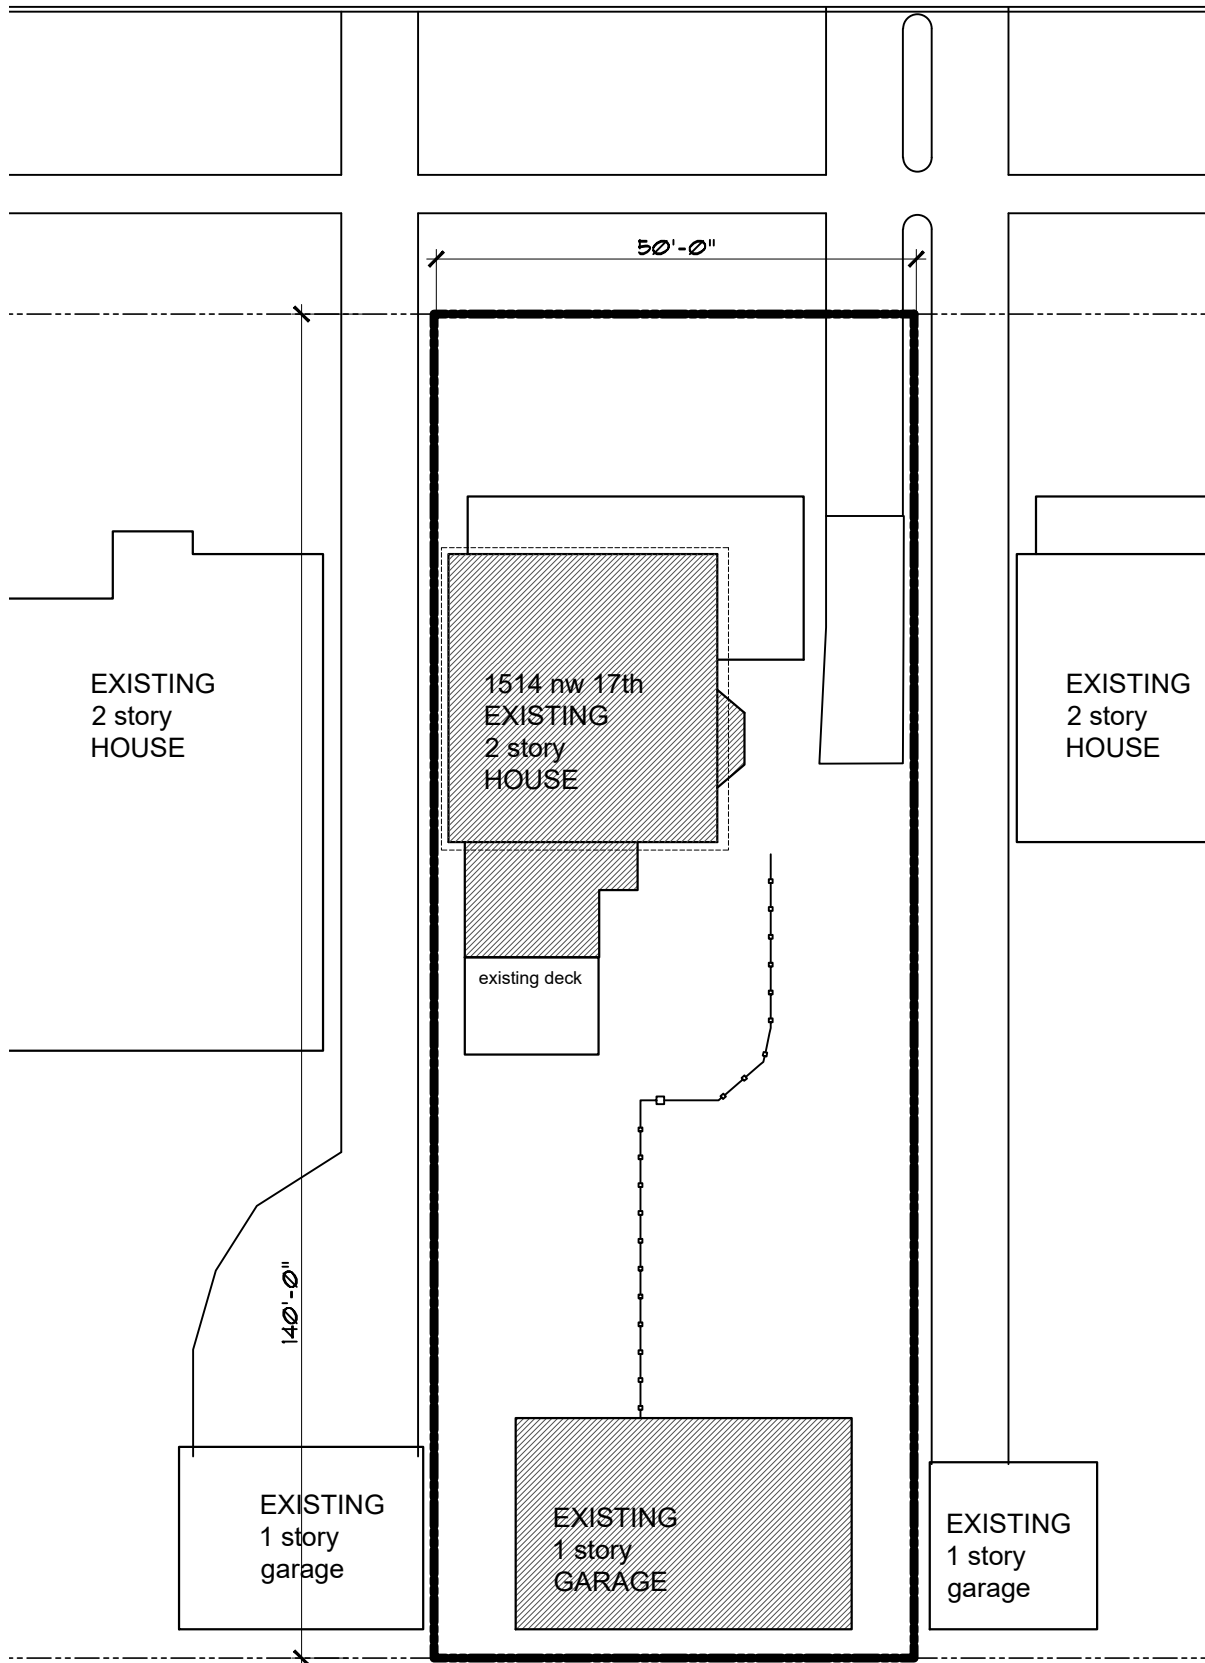 50'-0"
EXISTING
2 story
HOUSE
1514 nw 17th
EXISTING
2 story
HOUSE
EXISTING
2 story
HOUSE
existing deck
140'-0"
EXISTING
1 story
garage
EXISTING
1 story
GARAGE
EXISTING
1 story
garage